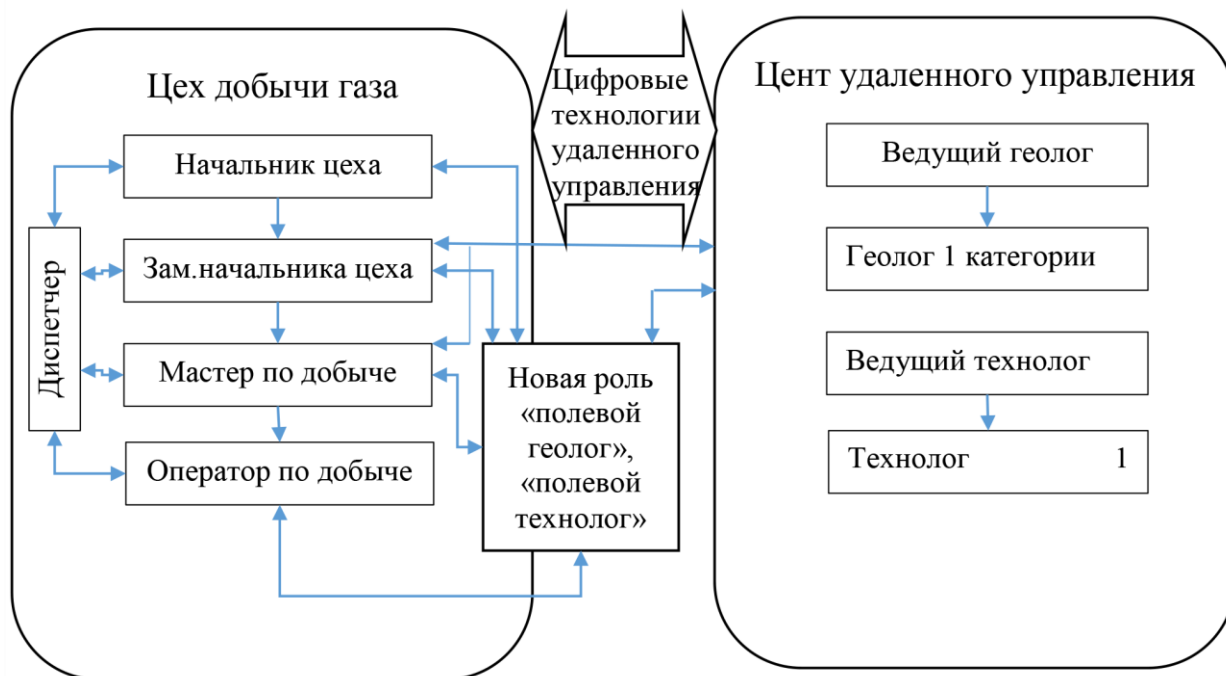 Цех добычи газа
Начальник цеха
Зам.начальника цеха
Мастер по добыче
Оператор по добыче
Диспетчер
Цифровые
технологии
удаленного
управления
Новая роль
«полевой
геолог»,
«полевой
технолог»
Цент удаленного управления
Ведущий геолог
Геолог 1 категории
Ведущий технолог
Технолог 1